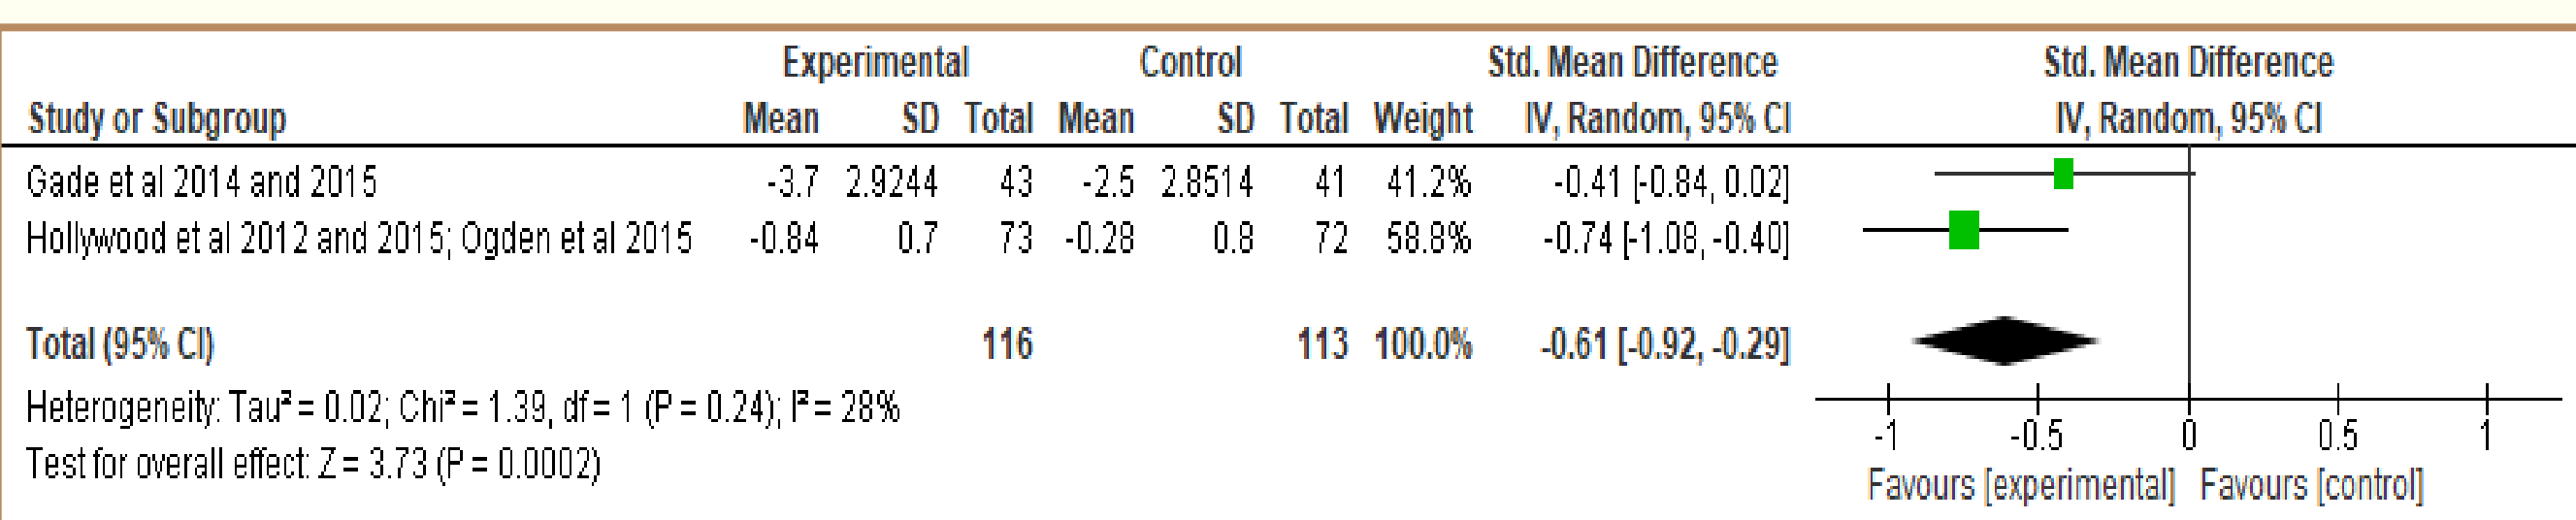 Experimental Control Std. Mean Difference Std. Mean Difference
Study or Subgroup Mean SD Total Mean SD Total Weight IV, Random, 95% CI IV, Random, 95% CI
Gade et al 2014 and 2015 -3.7 2.9244 43 -2.5 2.8514 41 41.2% -0.41 [-0.84, 0.02]
Hollywood et al 2012 and 2015; Ogden et al 2015 -0.84 0.7 73 -0.28 0.8 72 58.8% -0.74 [-1.08, -0.40]
Total (95% CI) 116 113 100.0% -0.61 [-0.92, -0.29]
Heterogeneity: Tau² = 0.02; Chi² = 1.39, df = 1 (P = 0.24); I² = 28%
Test for overall effect: Z = 3.73 (P = 0.0002)
-1 -0.5 0 0.5 1
Favours [experimental] Favours [control]